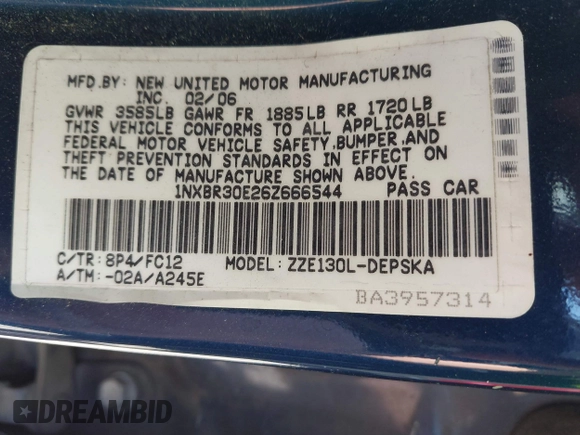 MFD.BY: NEW UNITED MOTOR MANUFACTURING
INC. 02/06
GVWR 3585LB GAWR FR 1885LB RR 1720LB
THIS VEHICLE CONFORMS TO ALL APPLICABLE
FEDERAL MOTOR VEHICLE SAFETY,BUMPER,AND
THEFT PREVENTION STANDARDS IN EFFECT ON
THE DATE OF MANUFACTURE SHOWN ABOVE.
1NXBR30E26Z666544 PASS CAR
C/TR: 8P4/FC12 MODEL: ZZE130L-DEPSKA
A/TM: -02A/A245E
BA3957314
DREAMBID